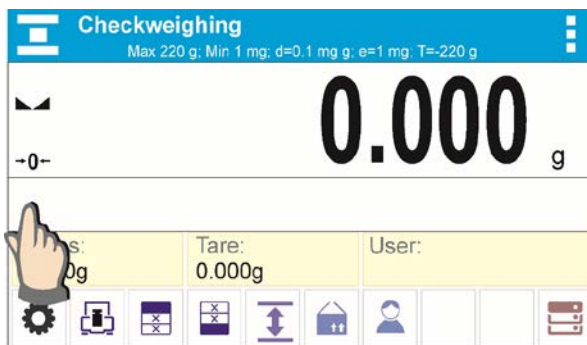 Checkweighing
Max 220 g; Min 1 mg; d=0.1 mg g; e=1 mg; T=-220 g
0.000 g
→0←
s: Tare: User:
0g 0.000g